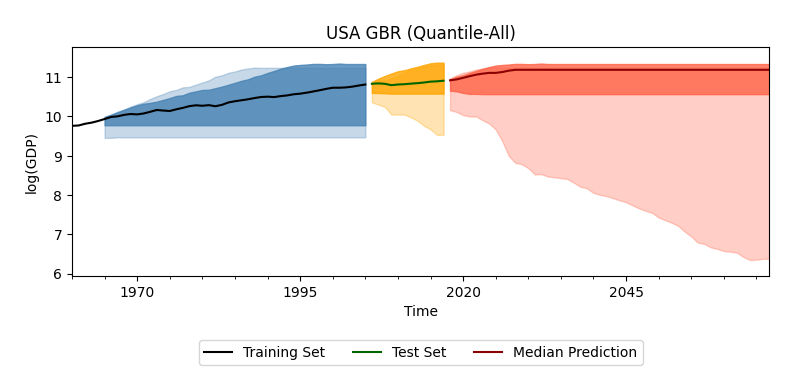 USA GBR (Quantile-All)
log(GDP)
11
10
9
8
7
6
1970 1995 2020 2045
Time
Training Set Test Set Median Prediction